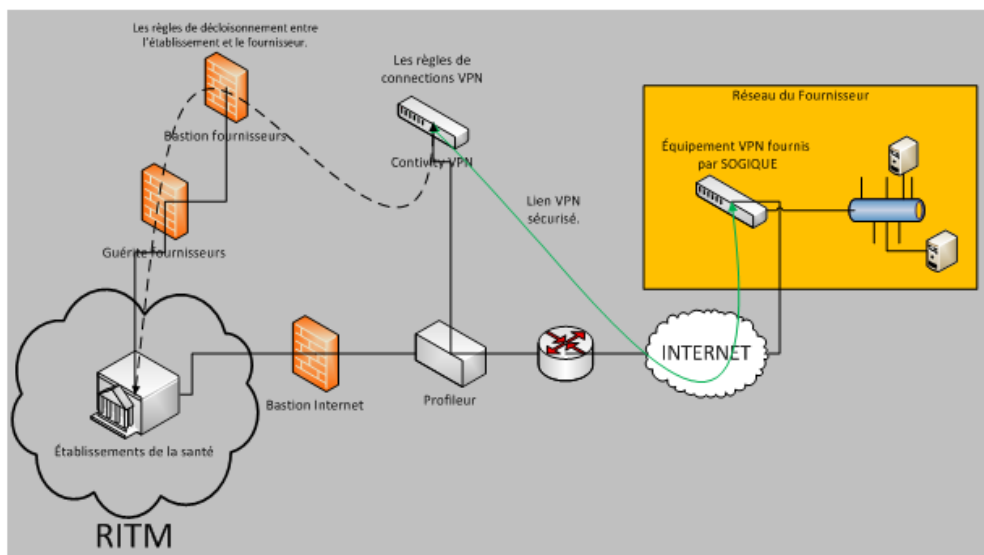 Les règles de décloisonnement entre
l'établissement et le fournisseur.
Les règles de
connections VPN
Réseau du Fournisseur
Bastion fournisseurs
Équipement VPN fournis
par SOGIQUE
Contivity VPN
Lien VPN
sécurisé.
Guérite fournisseurs
INTERNET
Bastion Internet
Profileur
Établissements de la santé
RITM